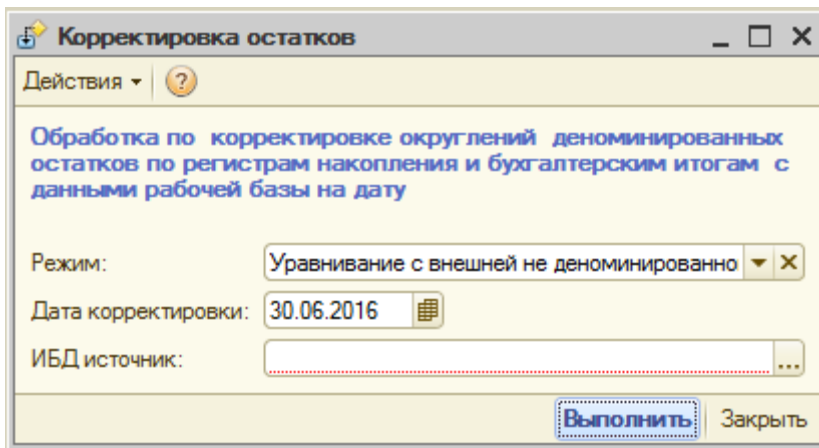 Корректировка остатков
Действия
Обработка по корректировке округлений деноминированных
остатков по регистрам накопления и бухгалтерским итогам с
данными рабочей базы на дату
Режим: Уравнивание с внешней не деноминированно
Дата корректировки: 30.06.2016
ИБД источник: ...
Выполнить Закрыть